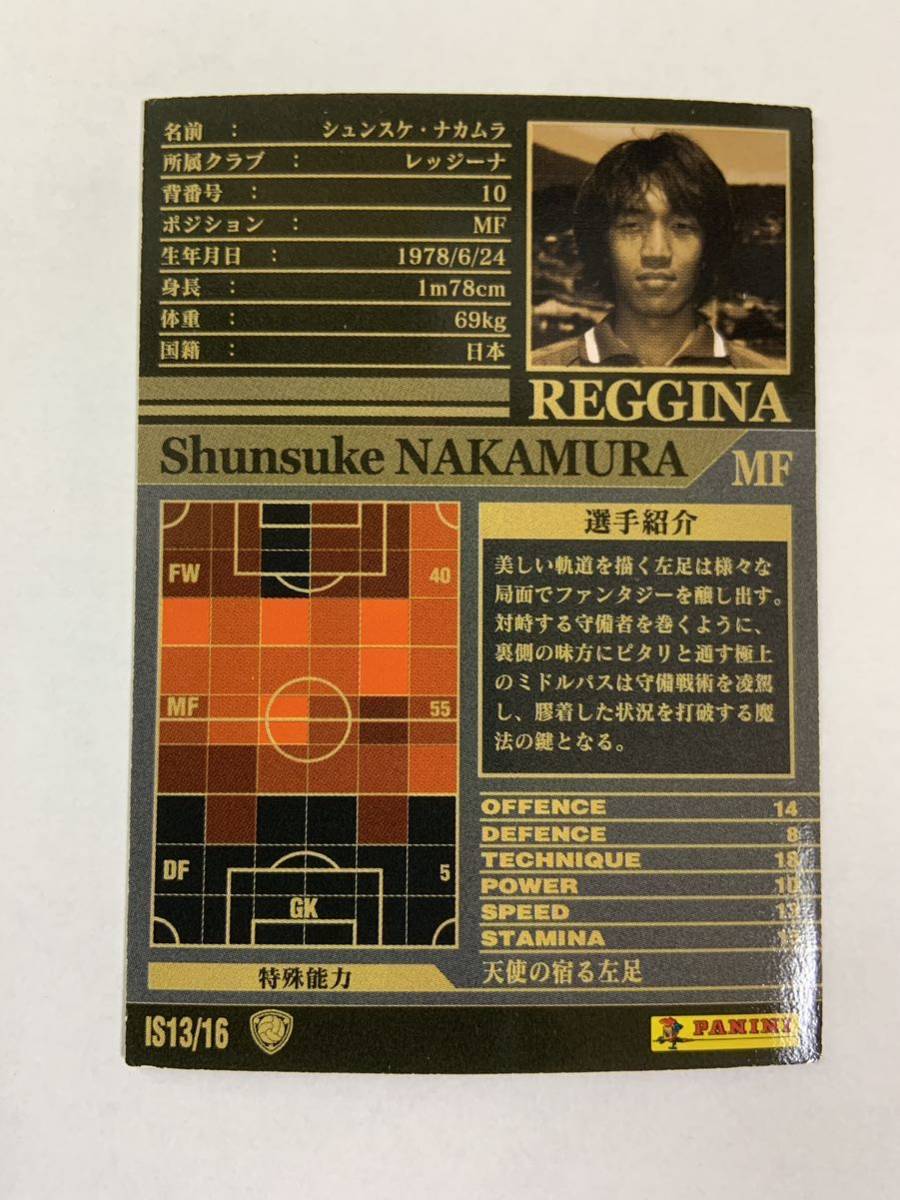 名前 : シュンスケ・ナカムラ
所属クラブ : レッジーナ
背番号 : 10
ポジション : MF
生年月日 : 1978/6/24
身長 : 1m78cm
体重 : 69kg
国籍 : 日本
REGGINA
Shunsuke NAKAMURA
MF
FW 40
MF 55
DF 5
GK
選手紹介
美しい軌道を描く左足は様々な
局面でファンタジーを醸し出す。
対峙する守備者を巻くように、
裏側の味方にピタリと通す極上
のミドルパスは守備戦術を凌駕
し、膠着した状況を打破する魔
法の鍵となる。
OFFENCE 14
DEFENCE 8
TECHNIQUE 18
POWER 10
SPEED
STAMINA
特殊能力
天使の宿る左足
IS13/16
PANINI